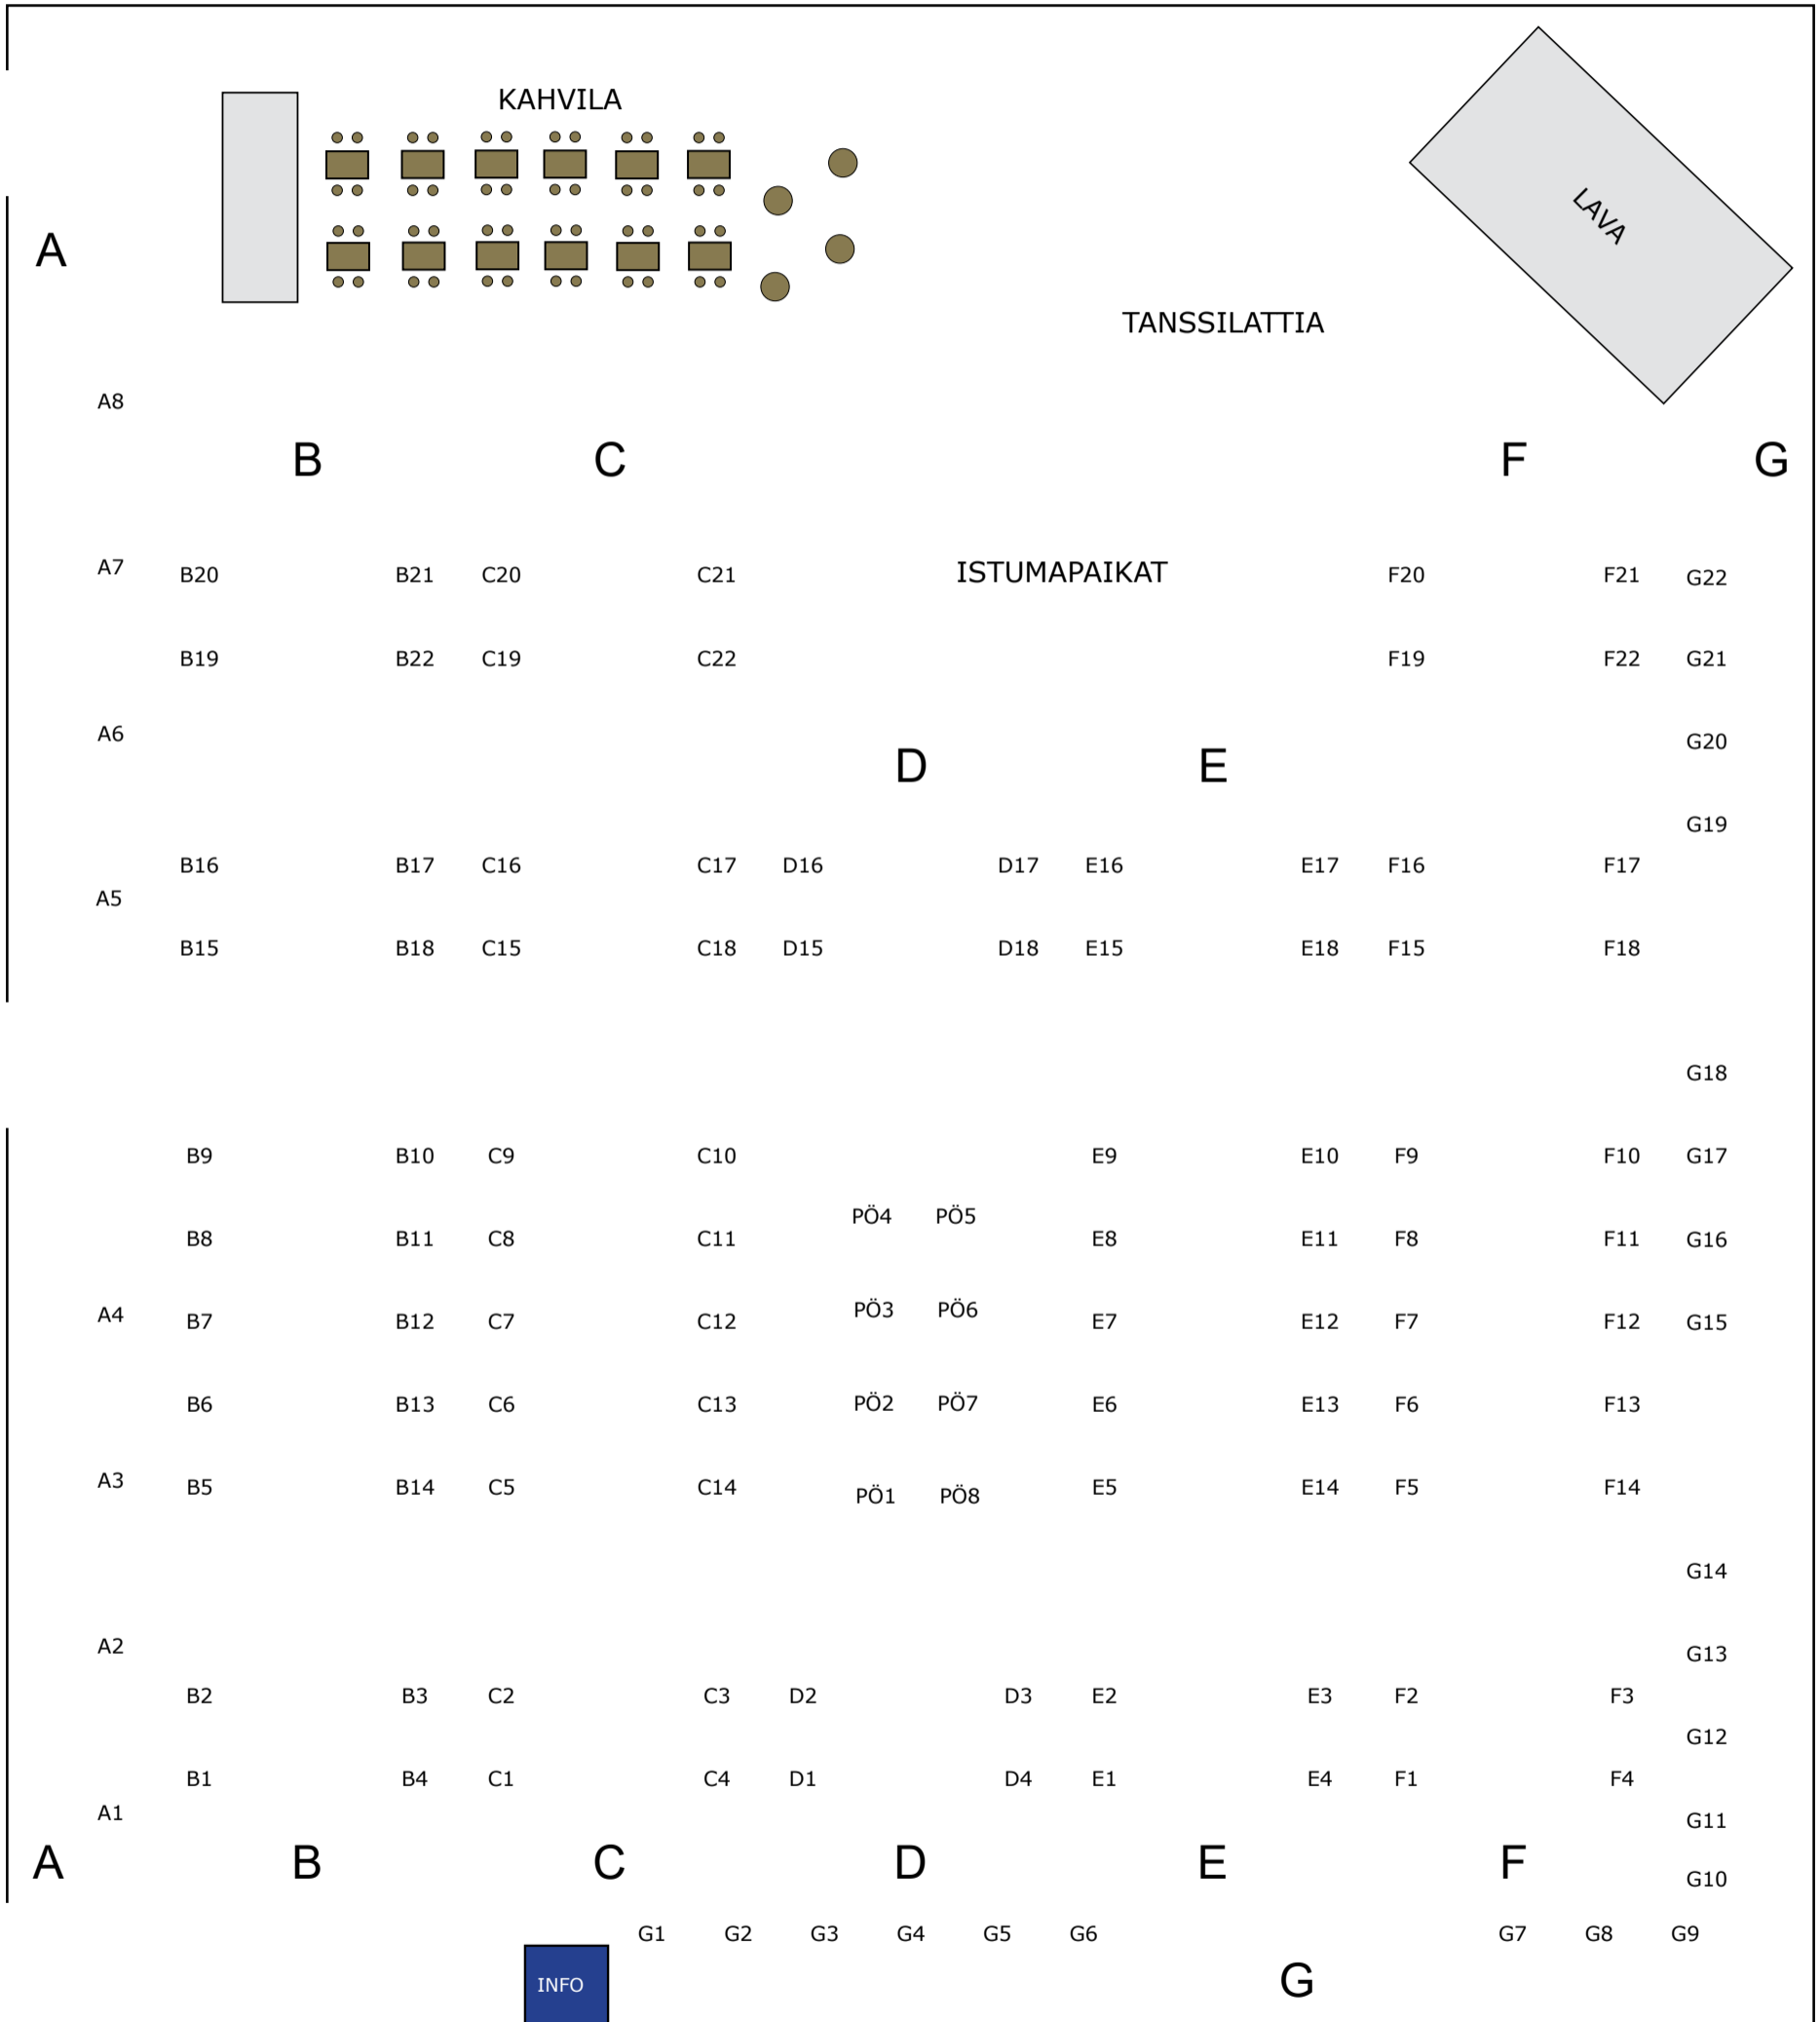 KAHVILA
LAVA
A
TANSSILATTIA
A8
B C F G
A7 B20 B21 C20 C21 ISTUMAPAIKAT F20 F21 G22
B19 B22 C19 C22 F19 F22 G21
A6 G20
D E
G19
B16 B17 C16 C17 D16 D17 E16 E17 F16 F17
A5
B15 B18 C15 C18 D15 D18 E15 E18 F15 F18
G18
B9 B10 C9 C10 E9 E10 F9 F10 G17
PÖ4 PÖ5
B8 B11 C8 C11 E8 E11 F8 F11 G16
PÖ3 PÖ6
A4 B7 B12 C7 C12 E7 E12 F7 F12 G15
B6 B13 C6 C13 PÖ2 PÖ7 E6 E13 F6 F13
A3 B5 B14 C5 C14 PÖ1 PÖ8 E5 E14 F5 F14
G14
A2 G13
B2 B3 C2 C3 D2 D3 E2 E3 F2 F3
G12
B1 B4 C1 C4 D1 D4 E1 E4 F1 F4
A1 G11
A B C D E F
G10
G1 G2 G3 G4 G5 G6 G7 G8 G9
INFO G